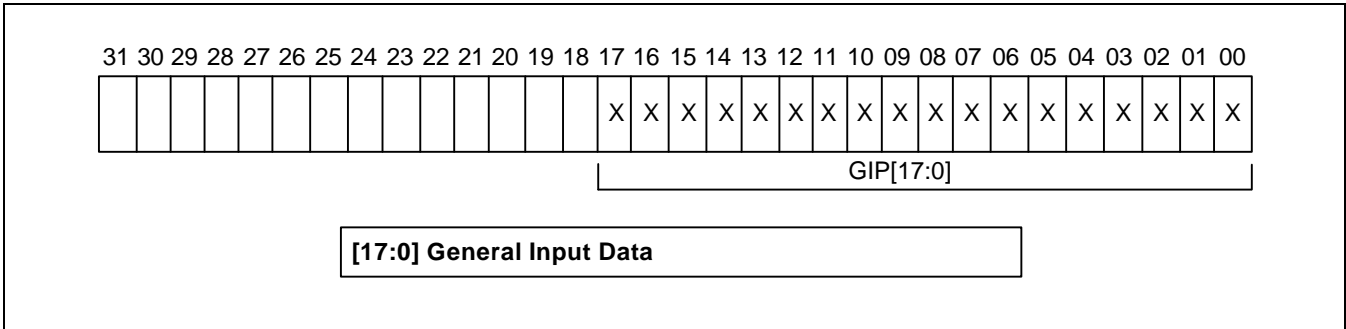 31 30 29 28 27 26 25 24 23 22 21 20 19 18 17 16 15 14 13 12 11 10 09 08 07 06 05 04 03 02 01 00
X X X X X X X X X X X X X X X X X X
GIP[17:0]
[17:0] General Input Data